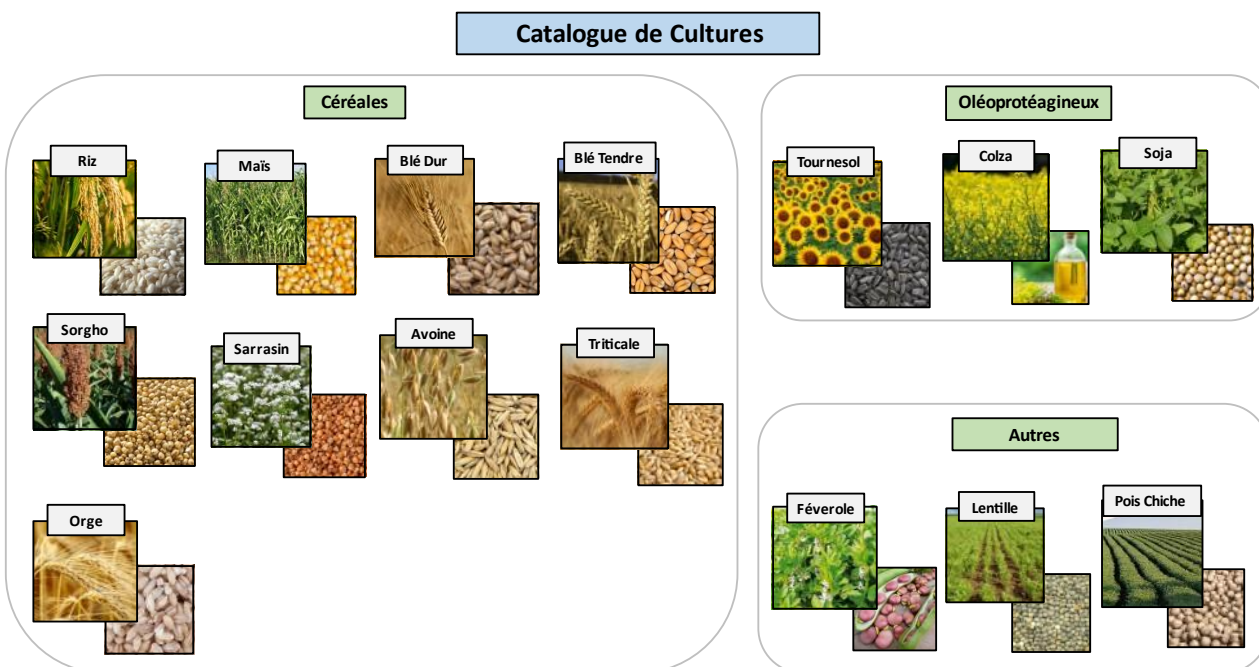 Catalogue de Cultures
Céréales
Riz
Maïs
Blé Dur
Blé Tendre
Sorgho
Sarrasin
Avoine
Triticale
Orge
Oléoprotéagineux
Tournesol
Colza
Soja
Autres
Féverole
Lentille
Pois Chiche